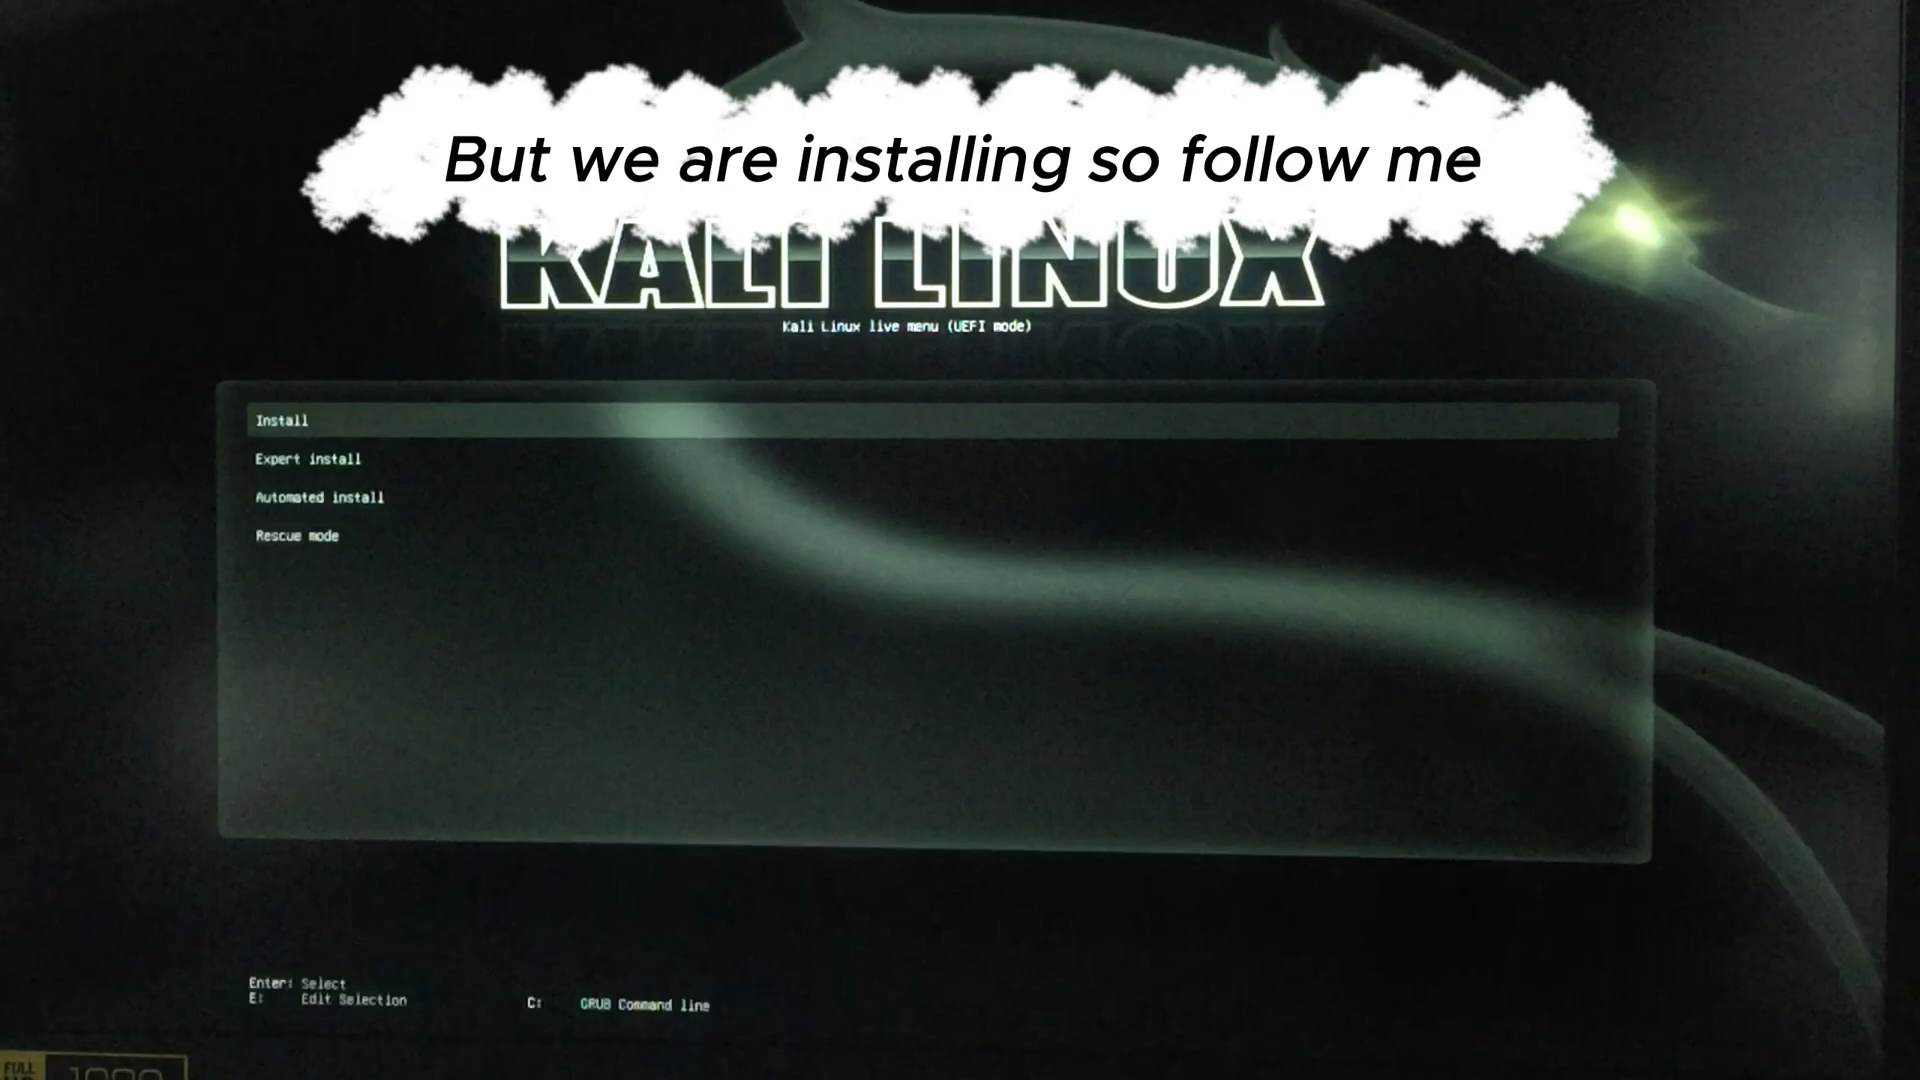 But we are installing so follow me
KALI LINUX
Kali Linux live menu (UEFI mode)
Install
Expert install
Automated install
Rescue mode
Enter: Select
E: Edit Selection
C: GRUB Command line
FULL